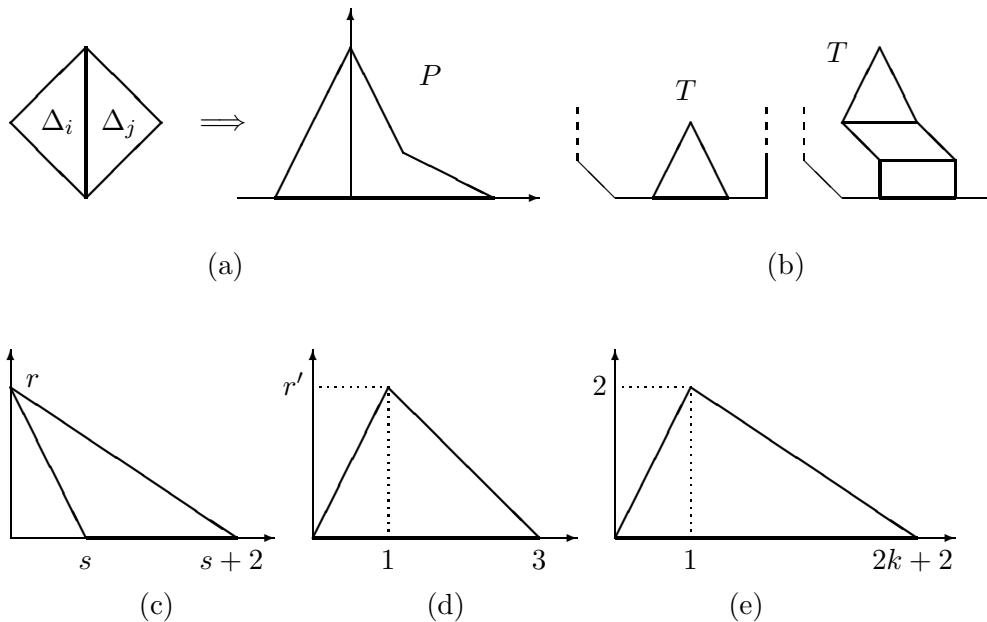 Δᵢ Δⱼ ⟹ P
T T
(a) (b)
r r′ 2
s s + 2 1 3 1 2k + 2
(c) (d) (e)